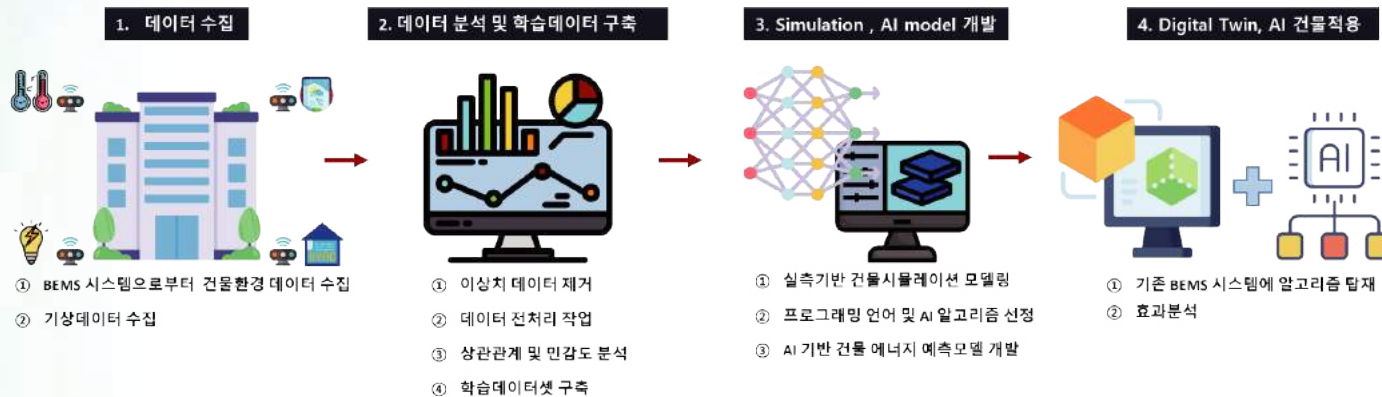 1. 데이터 수집
① BEMS 시스템으로부터 건물환경 데이터 수집
② 기상데이터 수집
2. 데이터 분석 및 학습데이터 구축
① 이상치 데이터 제거
② 데이터 전처리 작업
③ 상관관계 및 민감도 분석
④ 학습데이터셋 구축
3. Simulation , AI model 개발
① 실측기반 건물시뮬레이션 모델링
② 프로그래밍 언어 및 AI 알고리즘 선정
③ AI 기반 건물 에너지 예측모델 개발
4. Digital Twin, AI 건물적용
AI
① 기존 BEMS 시스템에 알고리즘 탑재
② 효과분석